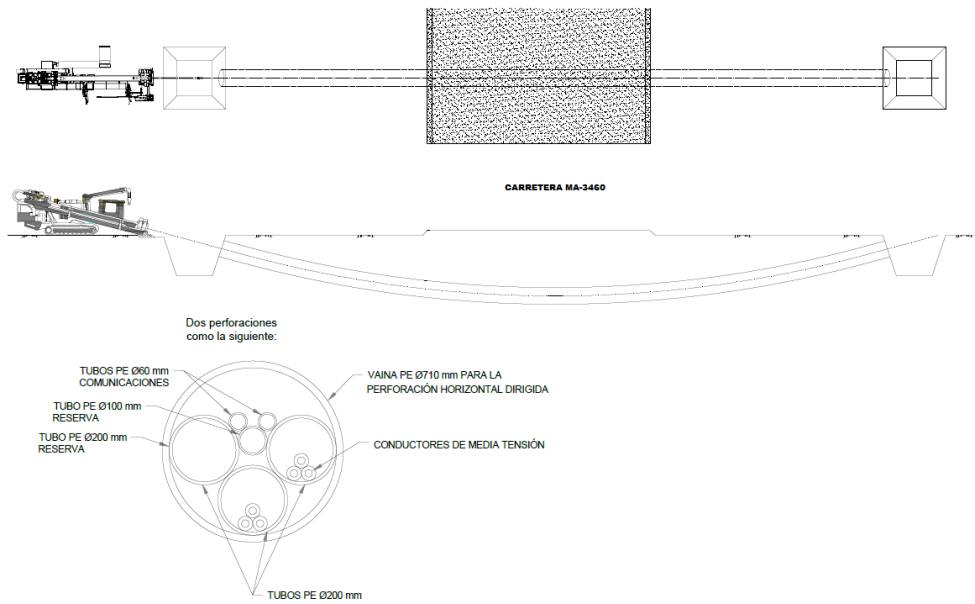 CARRETERA MA-3460
Dos perforaciones
como la siguiente:
TUBOS PE Ø60 mm
COMUNICACIONES
VAINA PE Ø710 mm PARA LA
PERFORACIÓN HORIZONTAL DIRIGIDA
TUBO PE Ø100 mm
RESERVA
TUBO PE Ø200 mm
RESERVA
CONDUCTORES DE MEDIA TENSIÓN
TUBOS PE Ø200 mm